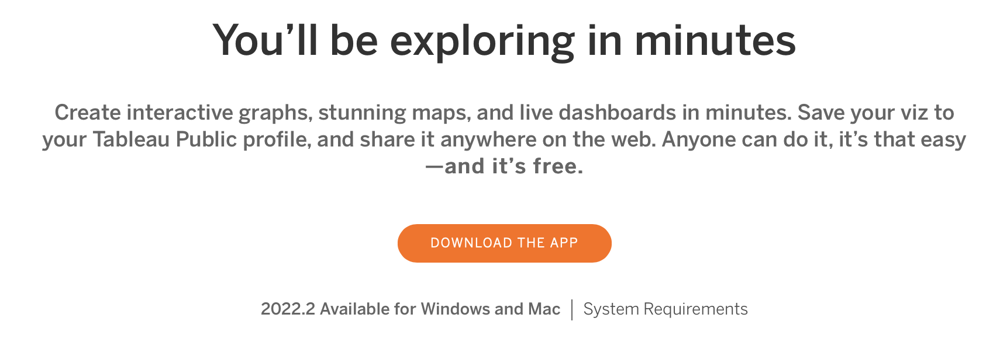 You’ll be exploring in minutes
Create interactive graphs, stunning maps, and live dashboards in minutes. Save your viz to
your Tableau Public profile, and share it anywhere on the web. Anyone can do it, it’s that easy
—and it’s free.
DOWNLOAD THE APP
2022.2 Available for Windows and Mac | System Requirements